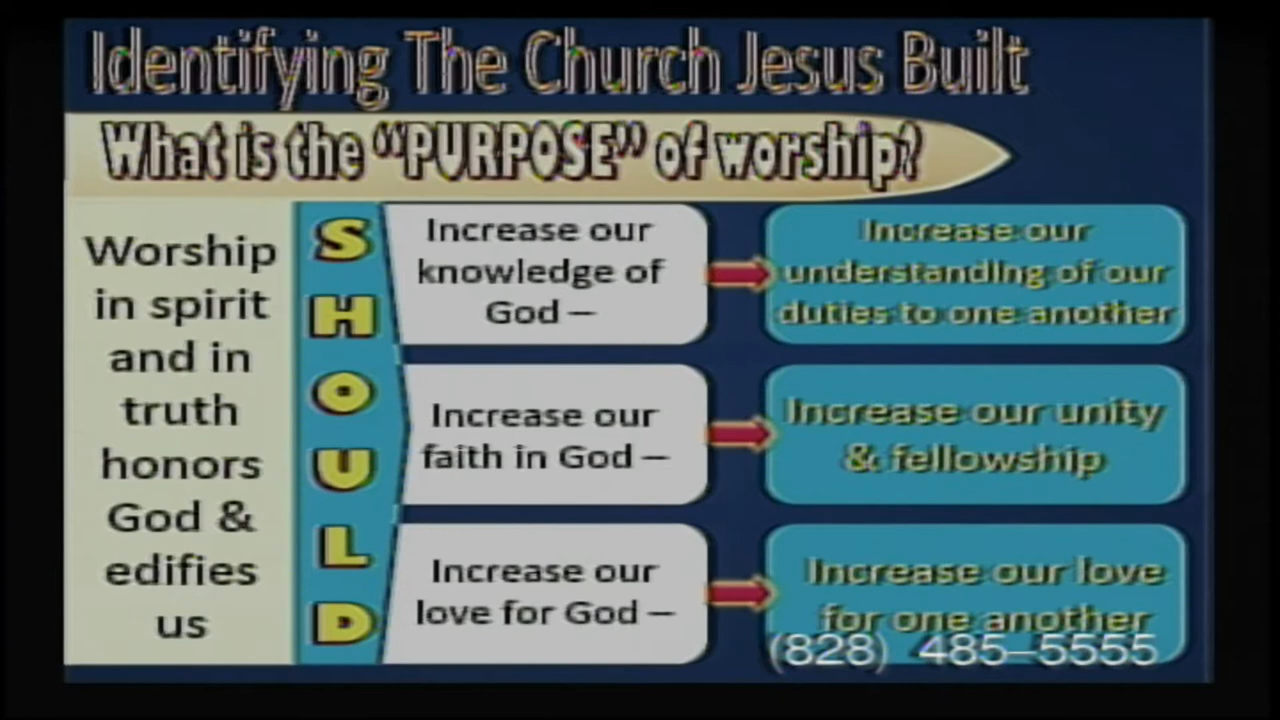 Identifying The Church Jesus Built
What is the “PURPOSE” of worship?
Worship
in spirit
and in
truth
honors
God &
edifies
us
S
H
O
U
L
D
Increase our
knowledge of
God –
Increase our
understanding of our
duties to one another
Increase our
faith in God –
Increase our unity
& fellowship
Increase our
love for God –
Increase our love
for one another
(828) 485–5555